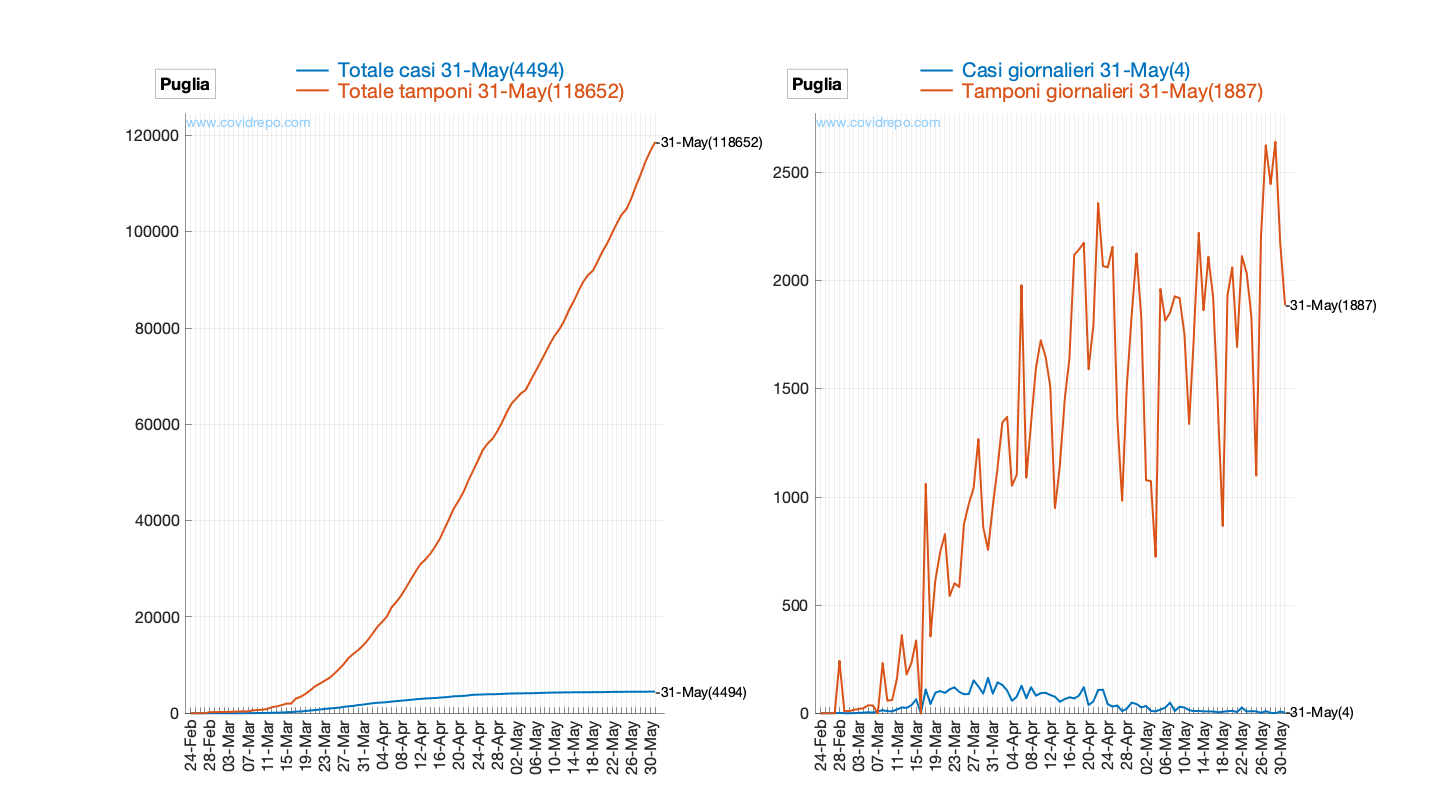 Puglia
Totale casi 31-May(4494)
Totale tamponi 31-May(118652)
www.covidrepo.com
120000
100000
80000
60000
40000
20000
0
31-May(118652)
31-May(4494)
24-Feb
28-Feb
03-Mar
07-Mar
11-Mar
15-Mar
19-Mar
23-Mar
27-Mar
31-Mar
04-Apr
08-Apr
12-Apr
16-Apr
20-Apr
24-Apr
28-Apr
02-May
06-May
10-May
14-May
18-May
22-May
26-May
30-May
Puglia
Casi giornalieri 31-May(4)
Tamponi giornalieri 31-May(1887)
www.covidrepo.com
2500
2000
1500
1000
500
0
31-May(1887)
31-May(4)
24-Feb
28-Feb
03-Mar
07-Mar
11-Mar
15-Mar
19-Mar
23-Mar
27-Mar
31-Mar
04-Apr
08-Apr
12-Apr
16-Apr
20-Apr
24-Apr
28-Apr
02-May
06-May
10-May
14-May
18-May
22-May
26-May
30-May